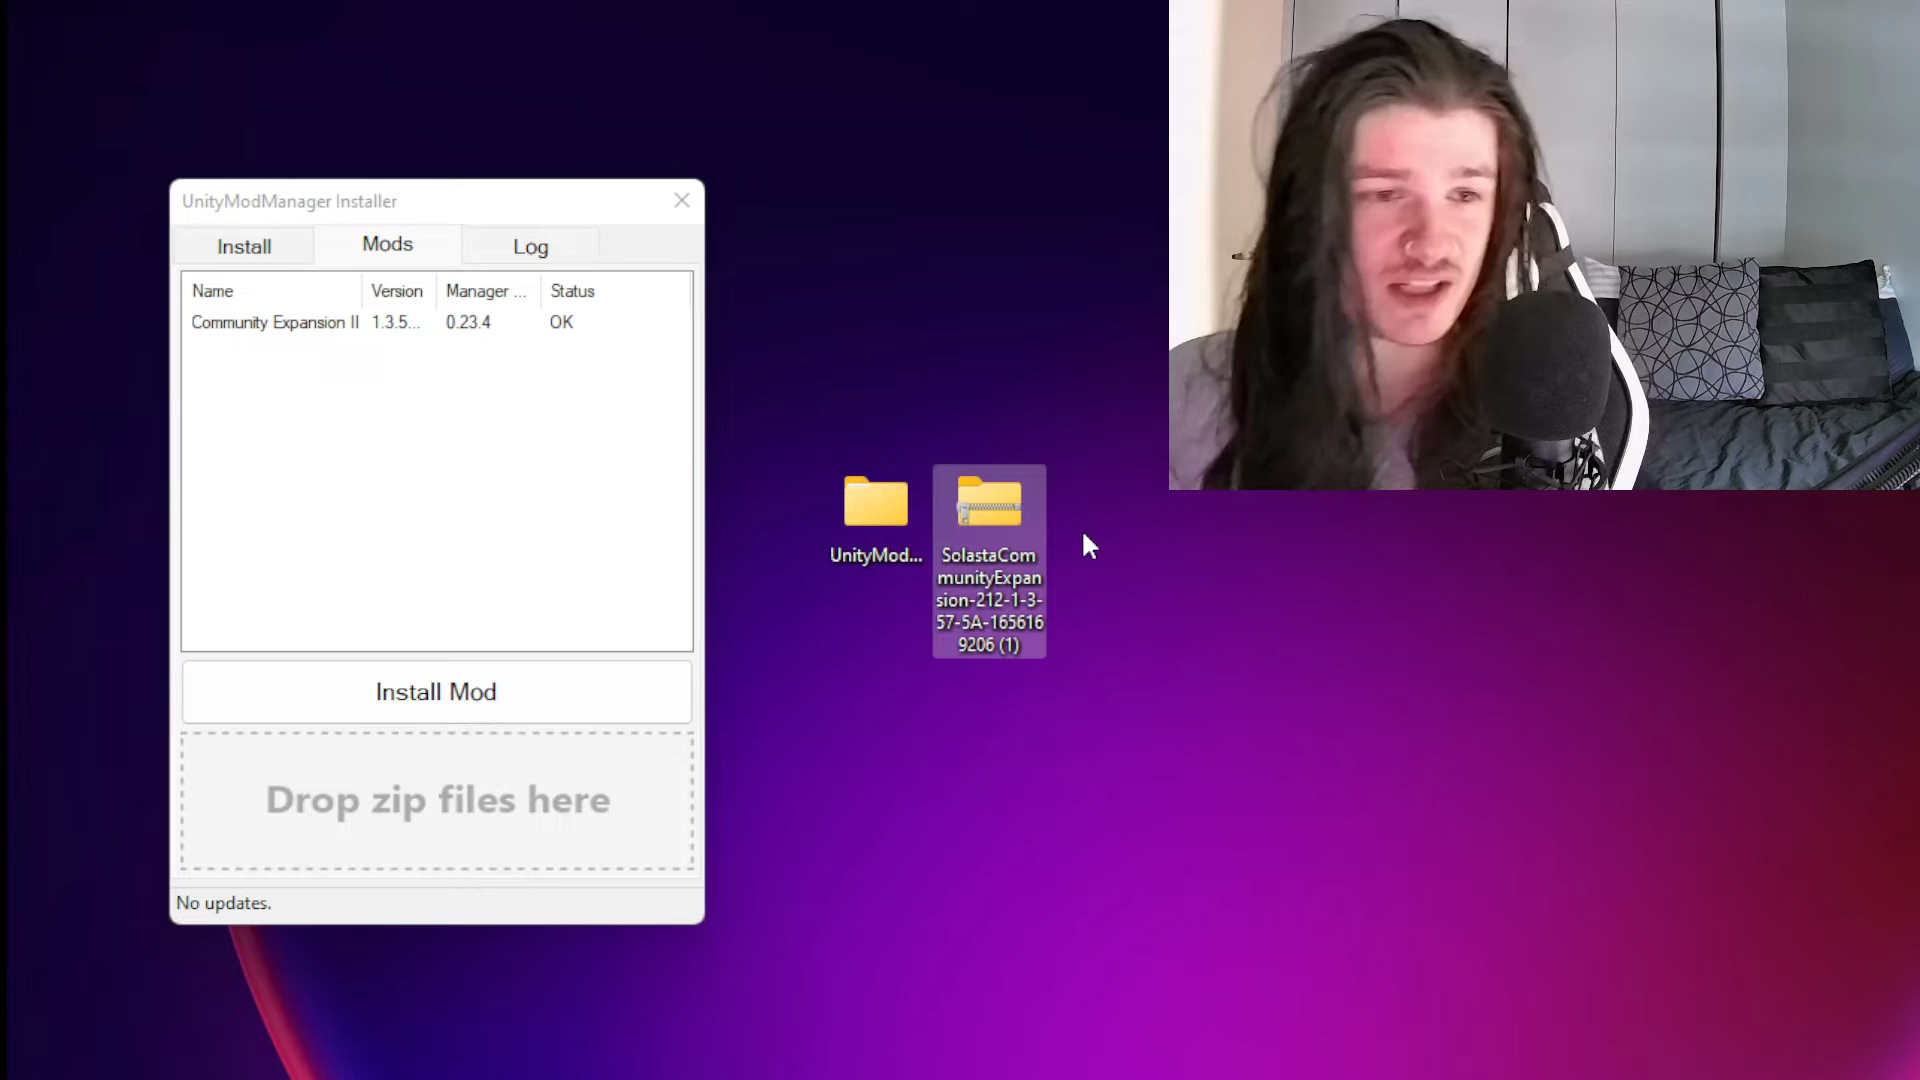 UnityModManager Installer
Install
Mods
Log
Name Version Manager ... Status
Community Expansion II 1.3.5... 0.23.4 OK
Install Mod
Drop zip files here
No updates.
UnityMod...
SolastaCom
munityExpan
sion-212-1-3-
57-5A-165616
9206 (1)